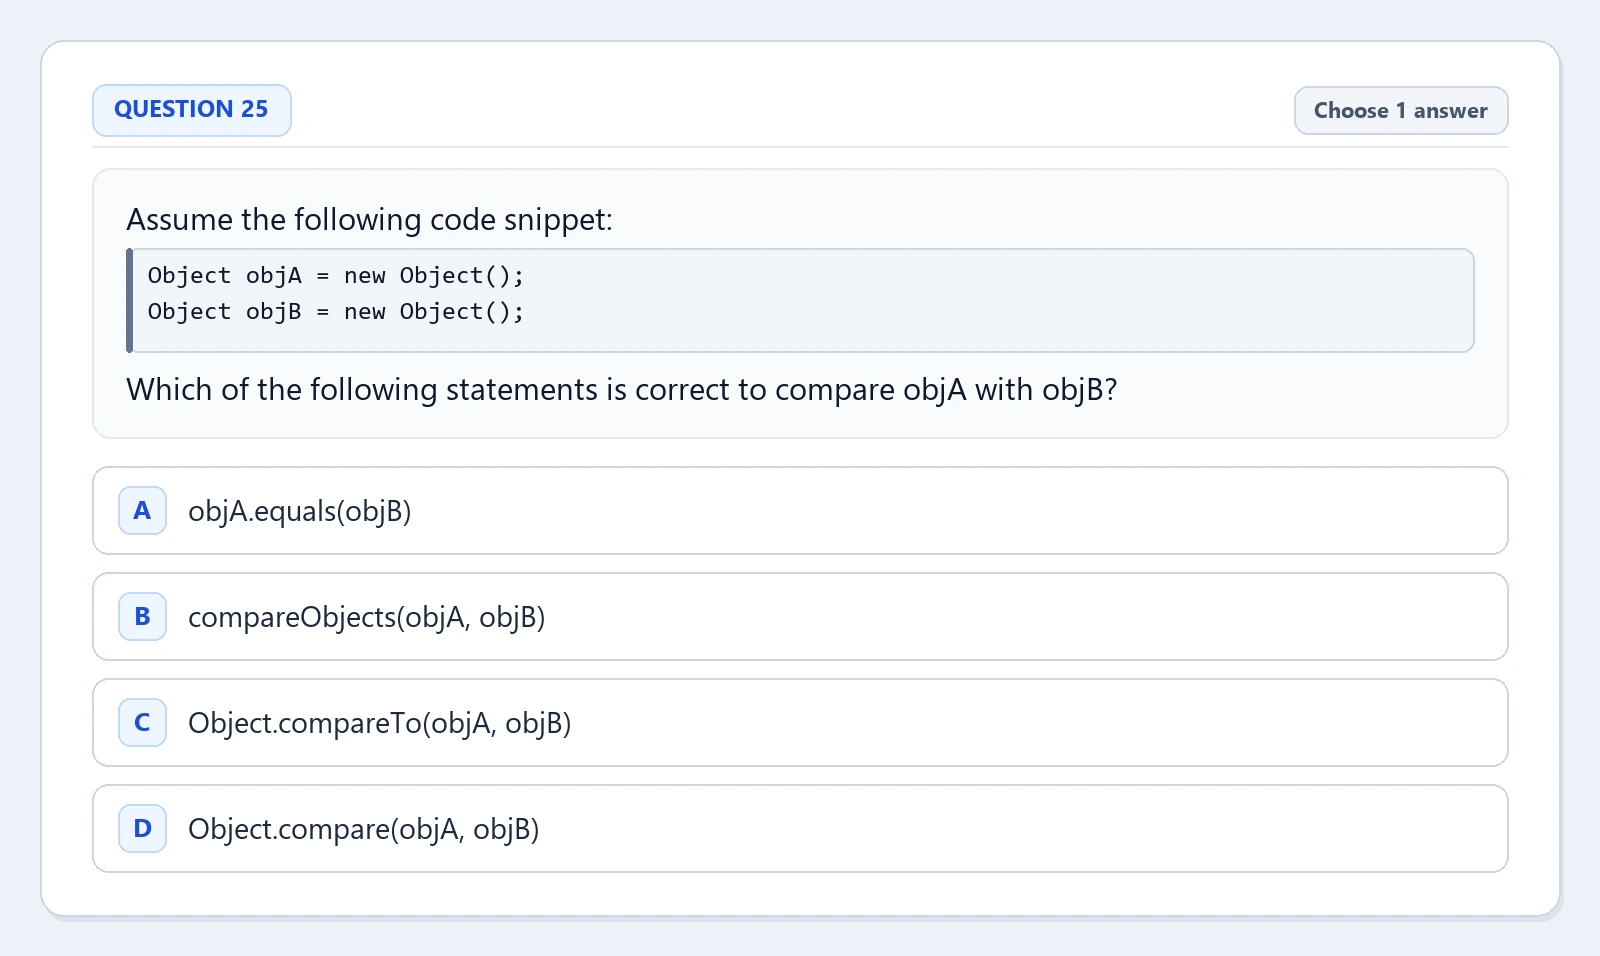 QUESTION 25
Choose 1 answer
Assume the following code snippet:
Object objA = new Object();
Object objB = new Object();
Which of the following statements is correct to compare objA with objB?
A objA.equals(objB)
B compareObjects(objA, objB)
C Object.compareTo(objA, objB)
D Object.compare(objA, objB)